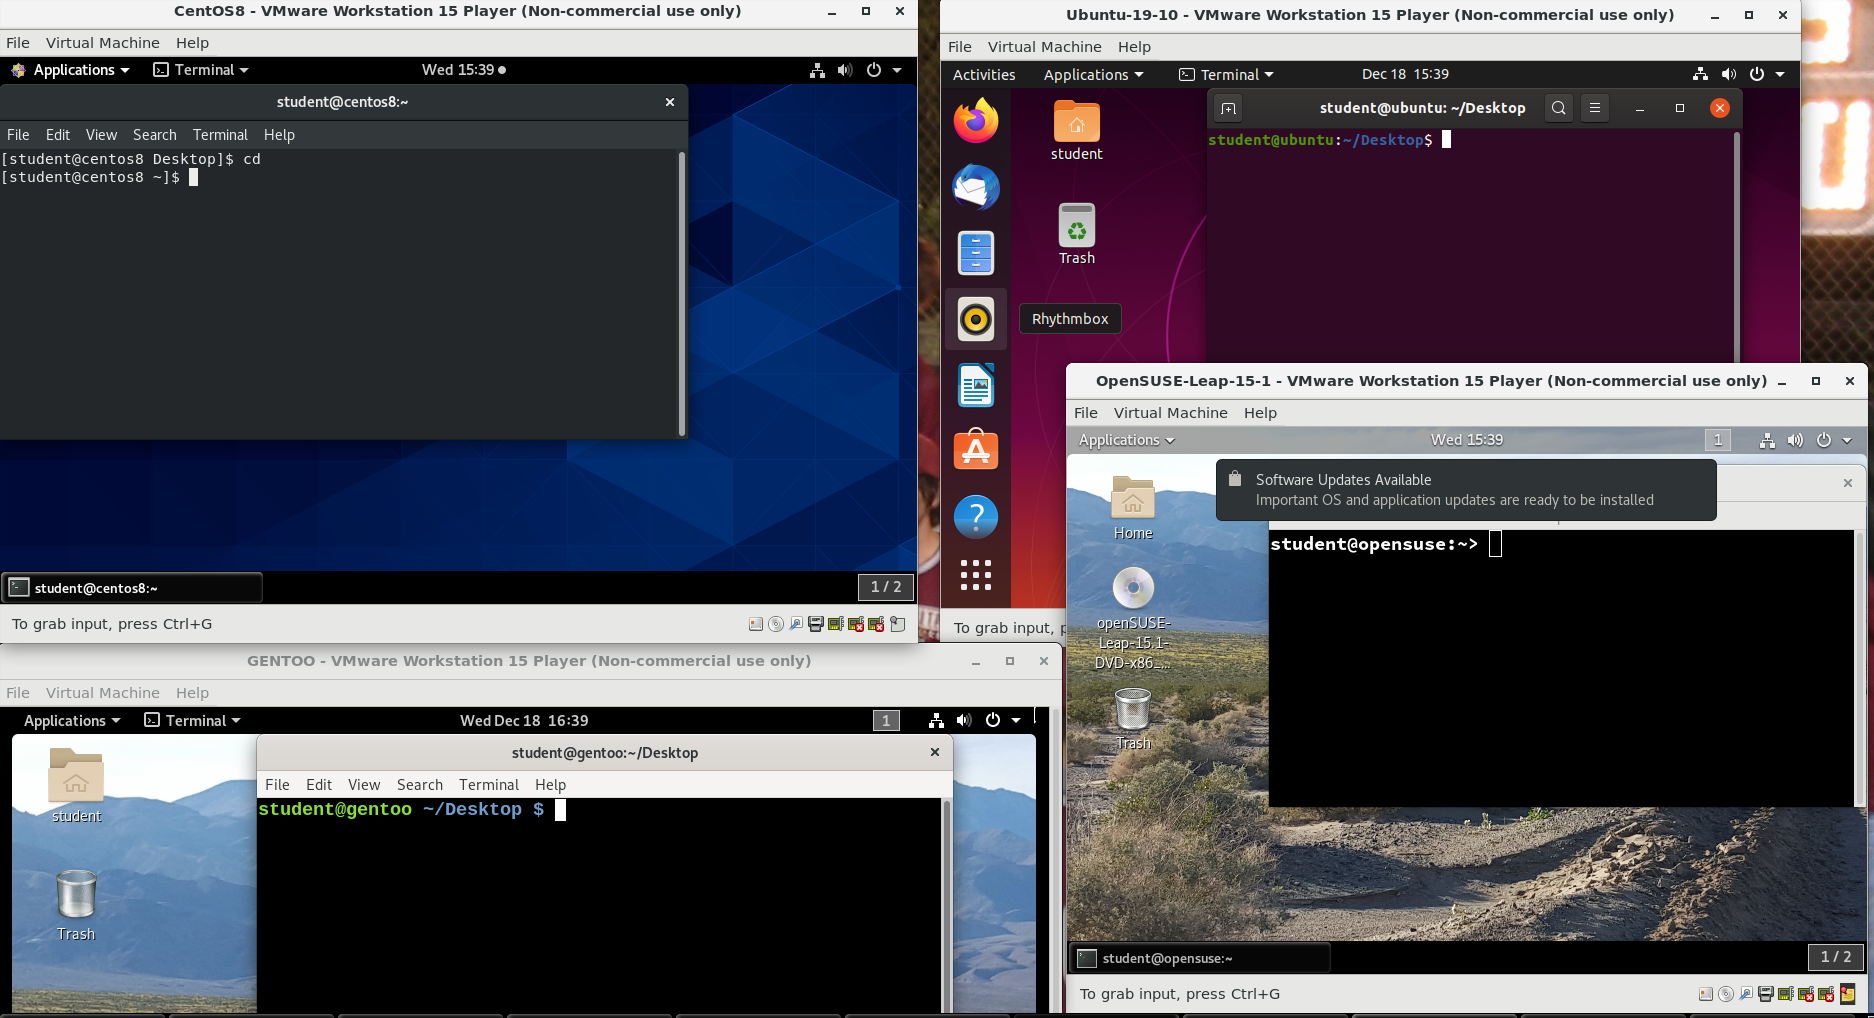 CentOS8 - VMware Workstation 15 Player (Non-commercial use only)
File Virtual Machine Help
Applications Terminal Wed 15:39
student@centos8:~
File Edit View Search Terminal Help
[student@centos8 Desktop]$ cd
[student@centos8 ~]$
student@centos8:~ 1 / 2
To grab input, press Ctrl+G
Ubuntu-19-10 - VMware Workstation 15 Player (Non-commercial use only)
File Virtual Machine Help
Activities Applications Terminal Dec 18 15:39
student@ubuntu: ~/Desktop
student@ubuntu:~/Desktop$
student
Trash
Rhythmbox
To grab input,
OpenSUSE-Leap-15-1 - VMware Workstation 15 Player (Non-commercial use only)
File Virtual Machine Help
Applications Wed 15:39 1
Software Updates Available
Important OS and application updates are ready to be installed
Home
student@opensuse:~>
openSUSE-
Leap-15.1-
DVD-x86_...
Trash
student@opensuse:~ 1 / 2
To grab input, press Ctrl+G
GENTOO - VMware Workstation 15 Player (Non-commercial use only)
File Virtual Machine Help
Applications Terminal Wed Dec 18 16:39 1
student@gentoo:~/Desktop
File Edit View Search Terminal Help
student@gentoo ~/Desktop $
student
Trash